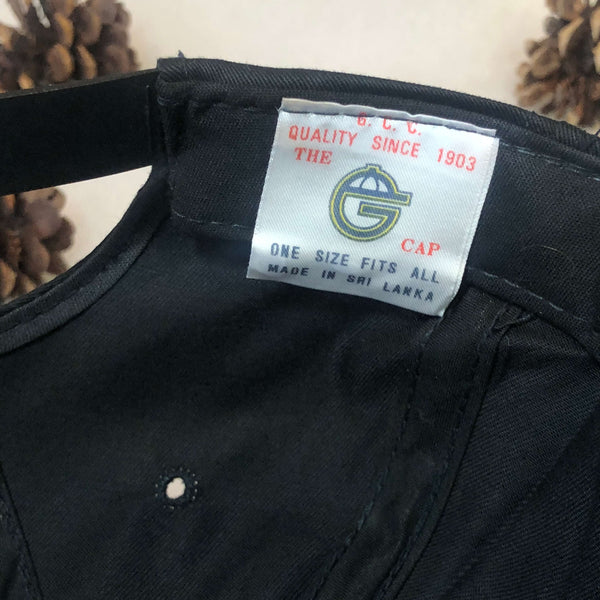 G. C. C.
QUALITY SINCE 1903
THE
G
CAP
ONE SIZE FITS ALL
MADE IN SRI LANKA